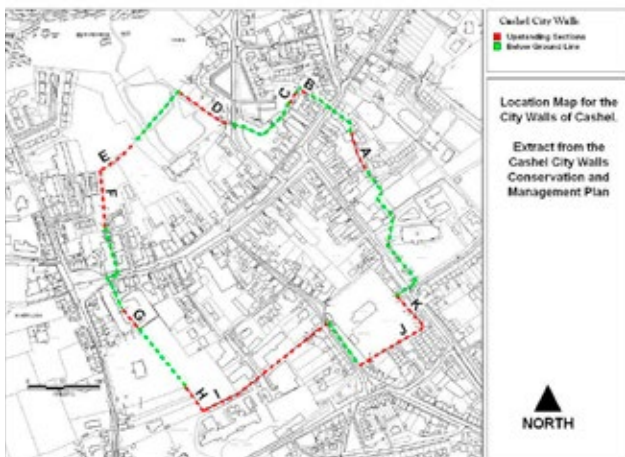 Cashel City Walls
Upstanding Sections
Below Ground Line
Location Map for the
City Walls of Cashel.
Extract from the
Cashel City Walls
Conservation and
Management Plan
NORTH
B
C
D
A
E
F
K
G
J
H
I